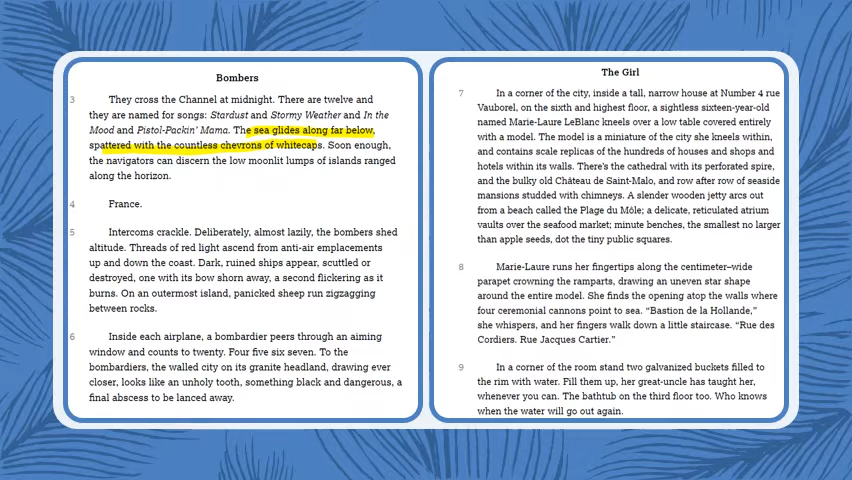 Bombers
3 They cross the Channel at midnight. There are twelve and
they are named for songs: Stardust and Stormy Weather and In the
Mood and Pistol-Packin' Mama. The sea glides along far below,
spattered with the countless chevrons of whitecaps. Soon enough,
the navigators can discern the low moonlit lumps of islands ranged
along the horizon.
4 France.
5 Intercoms crackle. Deliberately, almost lazily, the bombers shed
altitude. Threads of red light ascend from anti-air emplacements
up and down the coast. Dark, ruined ships appear, scuttled or
destroyed, one with its bow shorn away, a second flickering as it
burns. On an outermost island, panicked sheep run zigzagging
between rocks.
6 Inside each airplane, a bombardier peers through an aiming
window and counts to twenty. Four five six seven. To the
bombardiers, the walled city on its granite headland, drawing ever
closer, looks like an unholy tooth, something black and dangerous, a
final abscess to be lanced away.
The Girl
7 In a corner of the city, inside a tall, narrow house at Number 4 rue
Vauborel, on the sixth and highest floor, a sightless sixteen-year-old
named Marie-Laure LeBlanc kneels over a low table covered entirely
with a model. The model is a miniature of the city she kneels within,
and contains scale replicas of the hundreds of houses and shops and
hotels within its walls. There's the cathedral with its perforated spire,
and the bulky old Château de Saint-Malo, and row after row of seaside
mansions studded with chimneys. A slender wooden jetty arcs out
from a beach called the Plage du Môle; a delicate, reticulated atrium
vaults over the seafood market; minute benches, the smallest no larger
than apple seeds, dot the tiny public squares.
8 Marie-Laure runs her fingertips along the centimeter–wide
parapet crowning the ramparts, drawing an uneven star shape
around the entire model. She finds the opening atop the walls where
four ceremonial cannons point to sea. "Bastion de la Hollande,"
she whispers, and her fingers walk down a little staircase. "Rue des
Cordiers. Rue Jacques Cartier."
9 In a corner of the room stand two galvanized buckets filled to
the rim with water. Fill them up, her great-uncle has taught her,
whenever you can. The bathtub on the third floor too. Who knows
when the water will go out again.